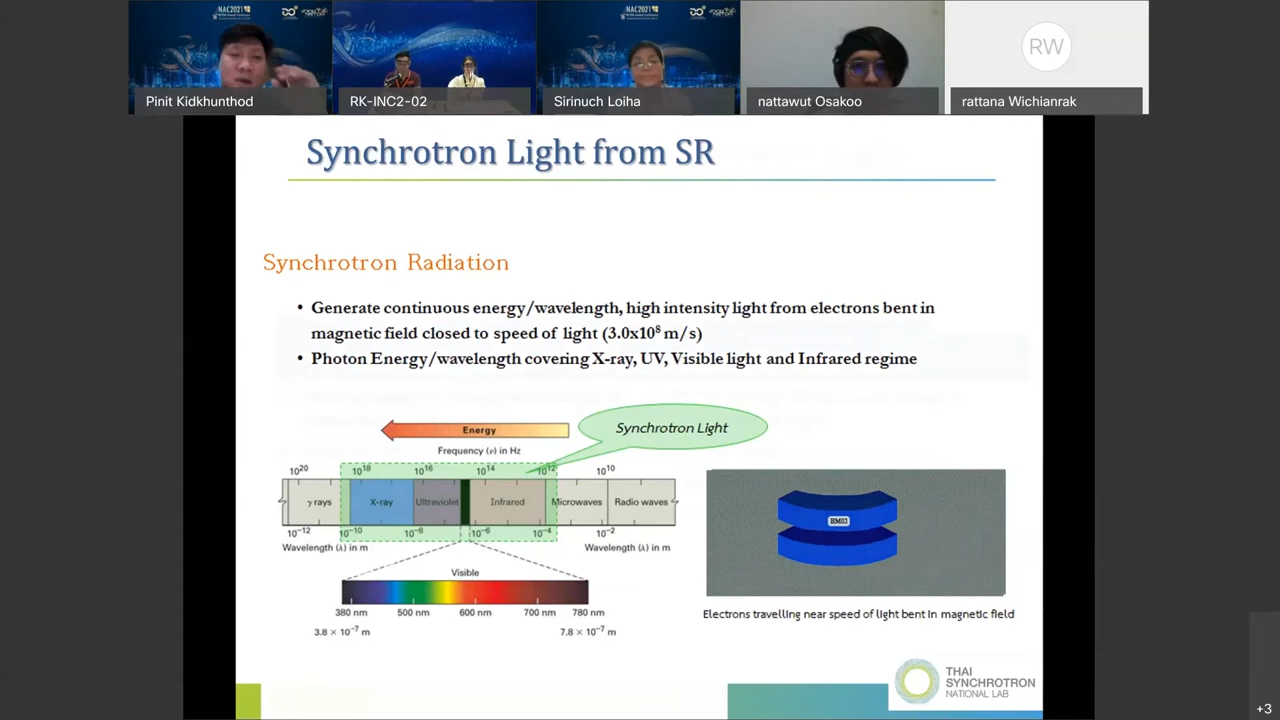 NAC2021
NAC2021
Pinit Kidkhunthod
RK-INC2-02
Sirinuch Loiha
nattawut Osakoo
RW
rattana Wichianrak
Synchrotron Light from SR
Synchrotron Radiation
• Generate continuous energy/wavelength, high intensity light from electrons bent in
magnetic field closed to speed of light (3.0x10⁸ m/s)
• Photon Energy/wavelength covering X-ray, UV, Visible light and Infrared regime
Synchrotron Light
Energy
Frequency (ν) in Hz
10²⁰ 10¹⁸ 10¹⁶ 10¹⁴ 10¹² 10¹⁰
γ rays X-ray Ultraviolet Infrared Microwaves Radio waves
10⁻¹² 10⁻¹⁰ 10⁻⁸ 10⁻⁶ 10⁻⁴ 10⁻²
Wavelength (λ) in m Wavelength (λ) in m
Visible
380 nm 500 nm 600 nm 700 nm 780 nm
3.8 × 10⁻⁷ m 7.8 × 10⁻⁷ m
BM02
Electrons travelling near speed of light bent in magnetic field
THAI
SYNCHROTRON
NATIONAL LAB
+3